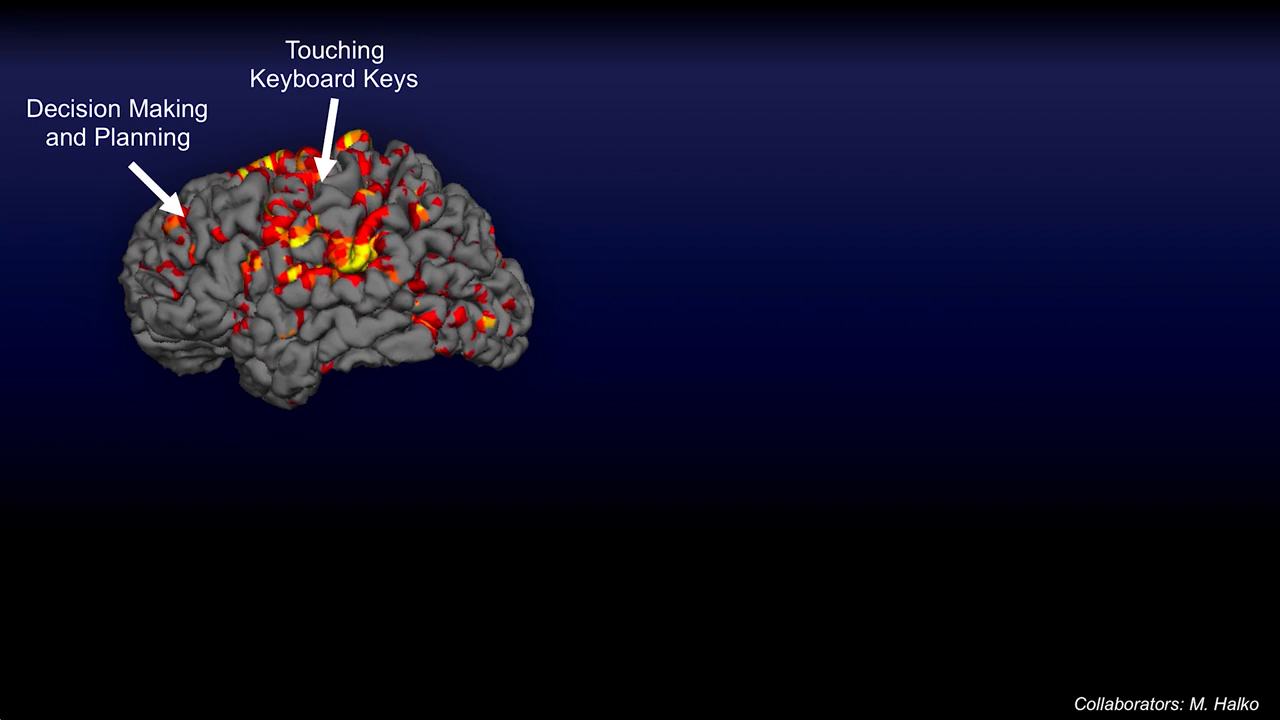 Touching
Keyboard Keys
Decision Making
and Planning
Collaborators: M. Halko